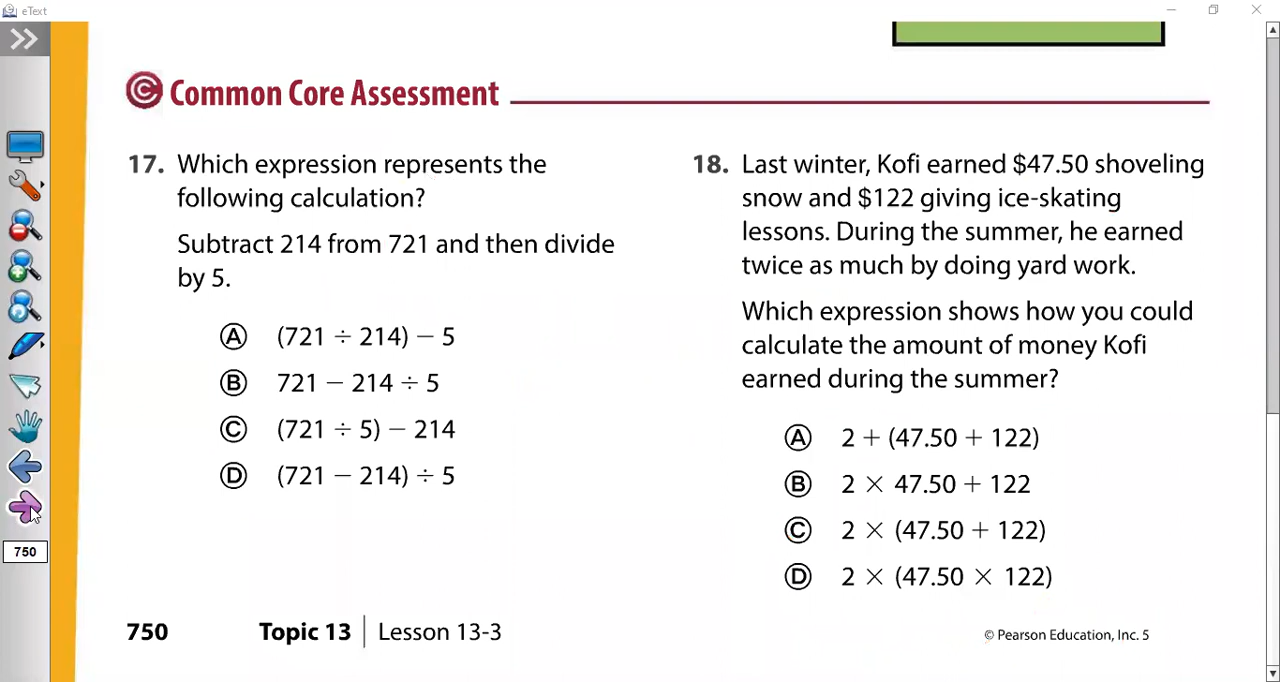 eText
Common Core Assessment
17. Which expression represents the
following calculation?
Subtract 214 from 721 and then divide
by 5.
A (721 ÷ 214) − 5
B 721 − 214 ÷ 5
C (721 ÷ 5) − 214
D (721 − 214) ÷ 5
18. Last winter, Kofi earned $47.50 shoveling
snow and $122 giving ice-skating
lessons. During the summer, he earned
twice as much by doing yard work.
Which expression shows how you could
calculate the amount of money Kofi
earned during the summer?
A 2 + (47.50 + 122)
B 2 × 47.50 + 122
C 2 × (47.50 + 122)
D 2 × (47.50 × 122)
750
750 Topic 13 | Lesson 13-3
© Pearson Education, Inc. 5